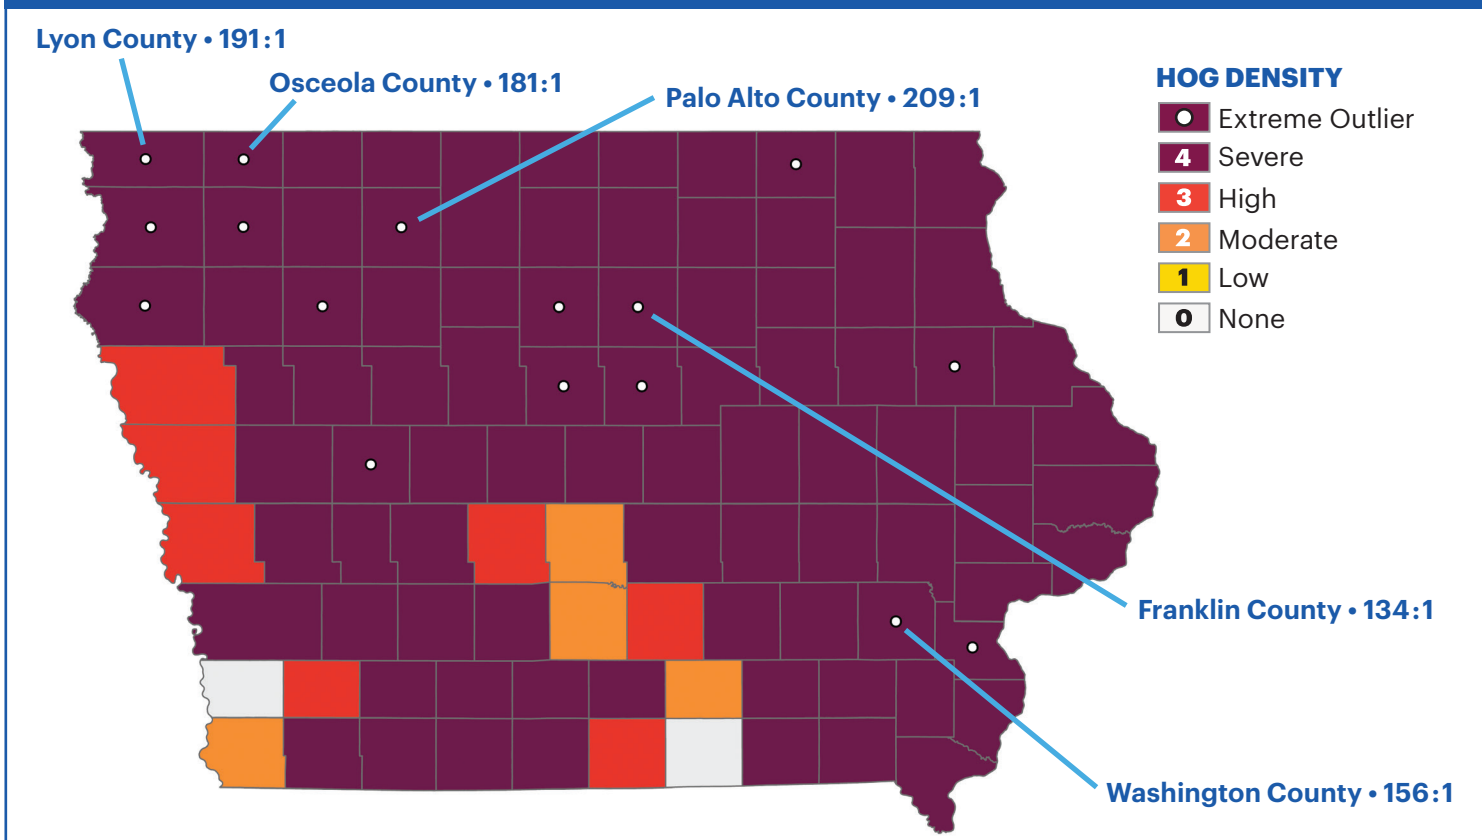 Lyon County • 191:1
Osceola County • 181:1
Palo Alto County • 209:1
HOG DENSITY
Extreme Outlier
4 Severe
3 High
2 Moderate
1 Low
0 None
Franklin County • 134:1
Washington County • 156:1